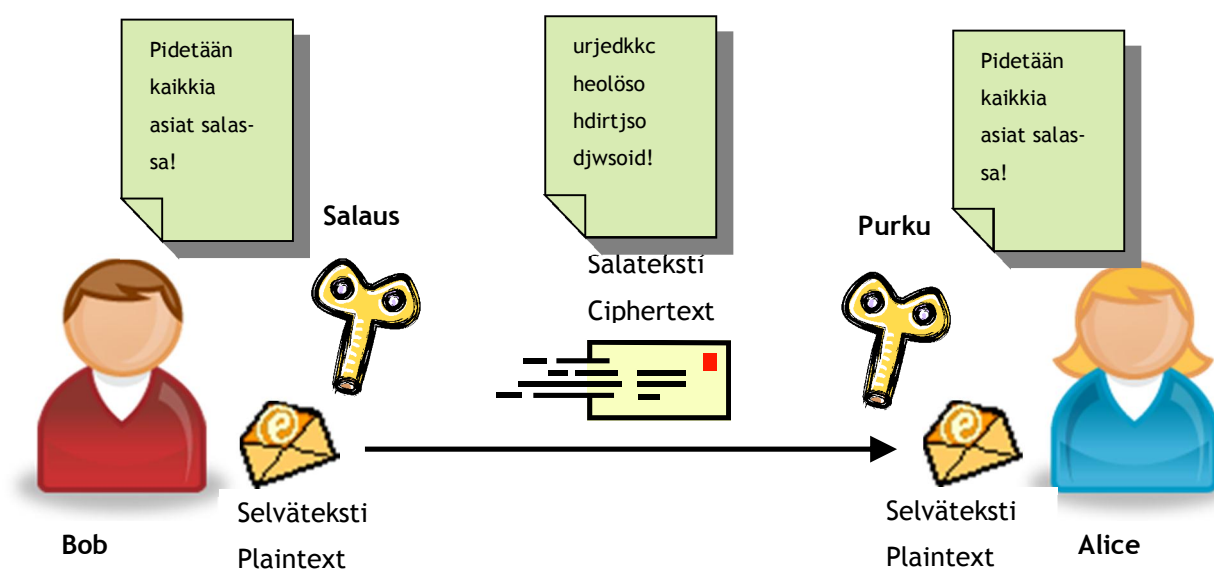 Pidetään
kaikkia
asiat salas-
sa!
urjedkkc
heolöso
hdirtjso
djwsoid!
Pidetään
kaikkia
asiat salas-
sa!
Salaus
Purku
Salateksti
Ciphertext
Selväteksti
Plaintext
Selväteksti
Plaintext
Bob
Alice